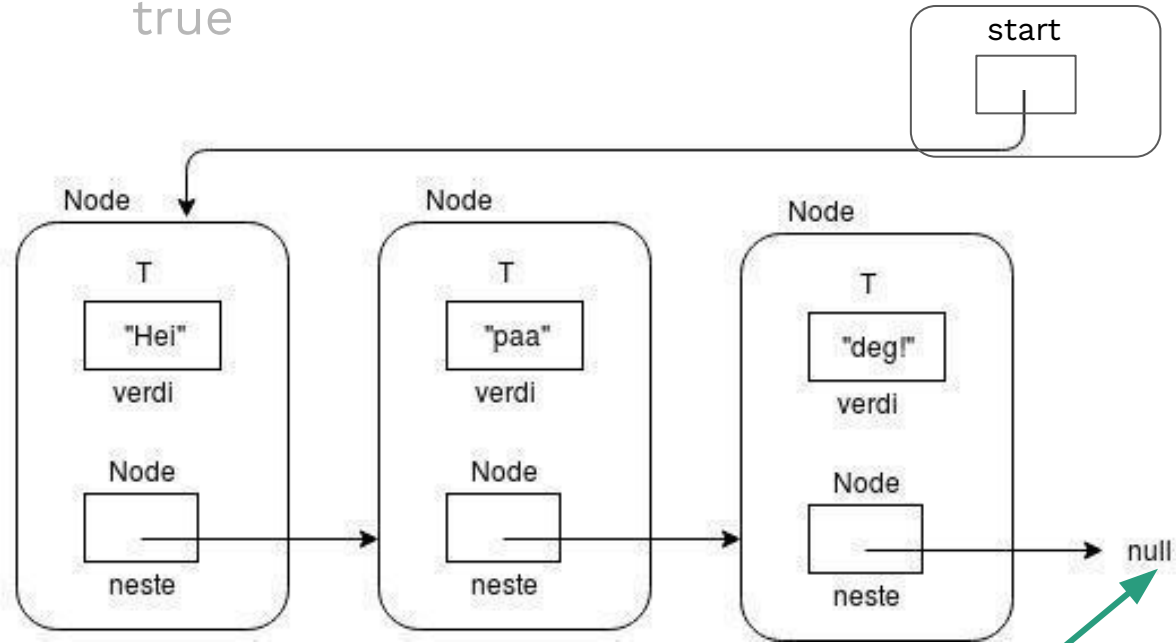 true
start
Node
Node
Node
T
T
T
"Hei"
"paa"
"deg!"
verdi
verdi
verdi
Node
Node
Node
neste
neste
neste
null